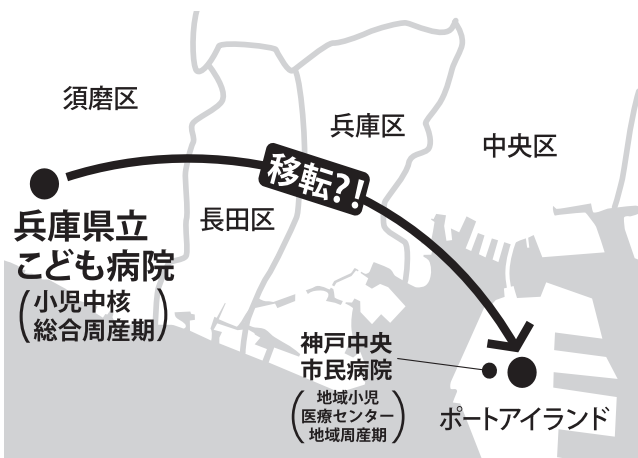 須磨区
兵庫区
中央区
移転?!
長田区
兵庫県立
こども病院
(小児中核
総合周産期)
神戸中央
市民病院
(地域小児
医療センター
地域周産期)
ポートアイランド